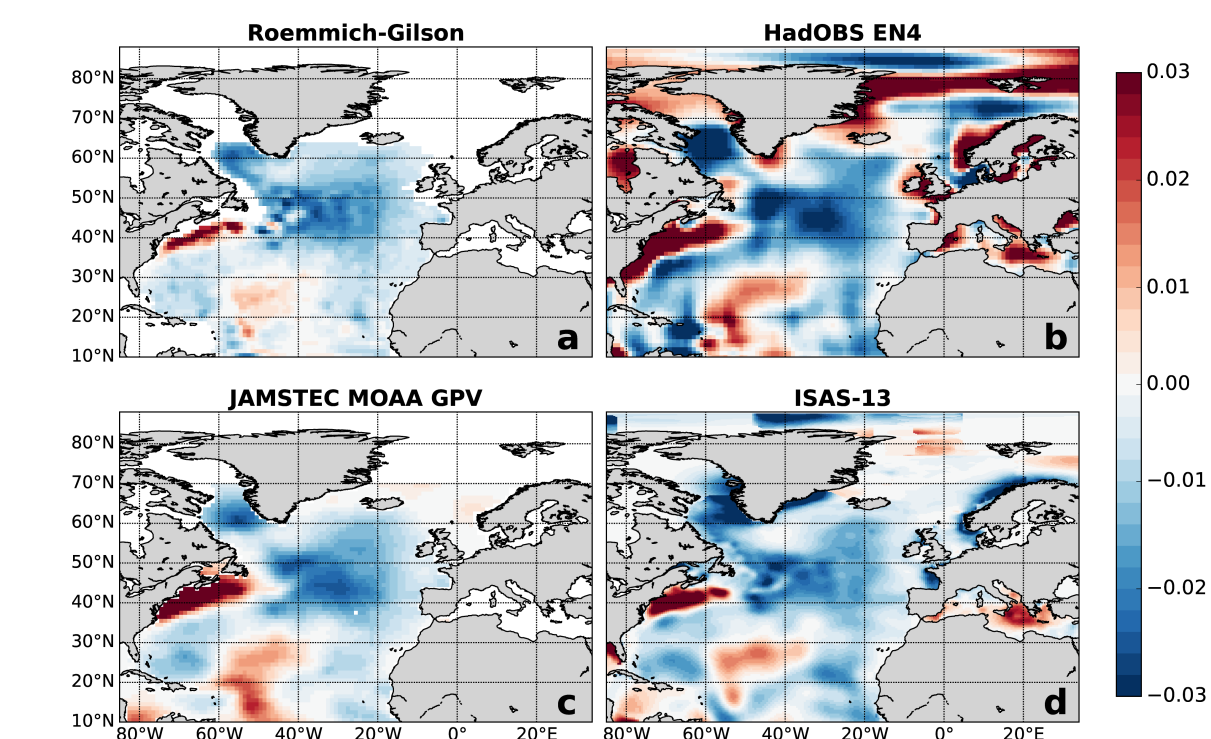 Roemmich-Gilson
HadOBS EN4
80°N
70°N
60°N
50°N
40°N
30°N
20°N
10°N
a
b
0.03
0.02
0.01
0.00
−0.01
−0.02
−0.03
JAMSTEC MOAA GPV
ISAS-13
80°N
70°N
60°N
50°N
40°N
30°N
20°N
10°N
c
d
80°W 60°W 40°W 20°W 0° 20°E
80°W 60°W 40°W 20°W 0° 20°E